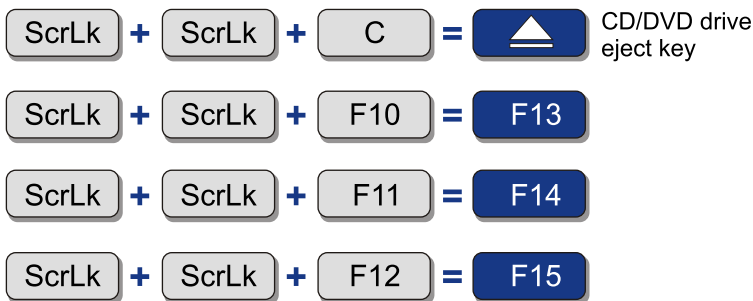 ScrLk + ScrLk + C = CD/DVD drive
eject key
ScrLk + ScrLk + F10 = F13
ScrLk + ScrLk + F11 = F14
ScrLk + ScrLk + F12 = F15